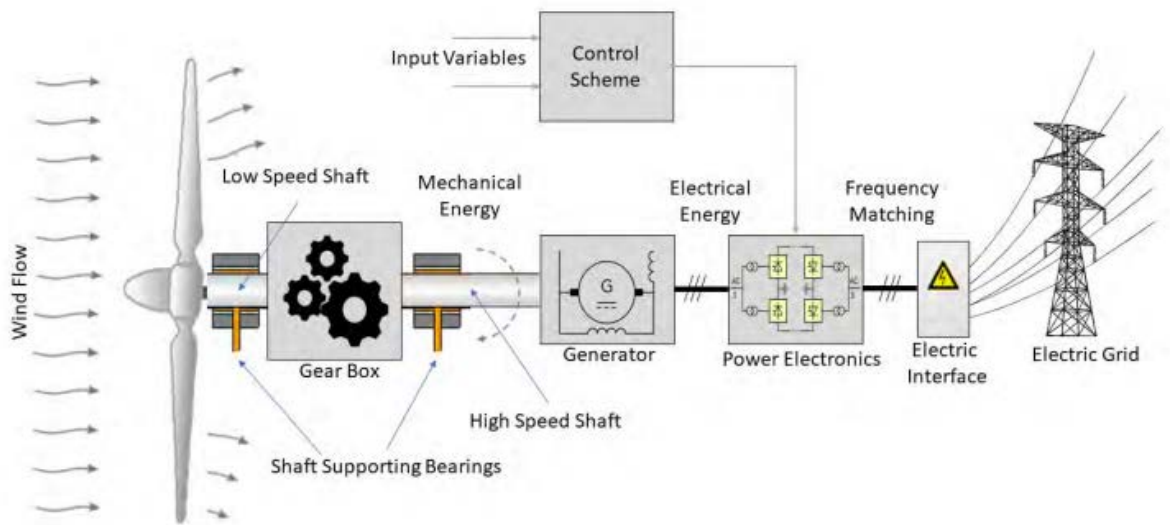 Input Variables
Control
Scheme
Wind Flow
Low Speed Shaft
Mechanical
Energy
Electrical
Energy
Frequency
Matching
G
Gear Box
Generator
Power Electronics
Electric
Interface
Electric Grid
High Speed Shaft
Shaft Supporting Bearings